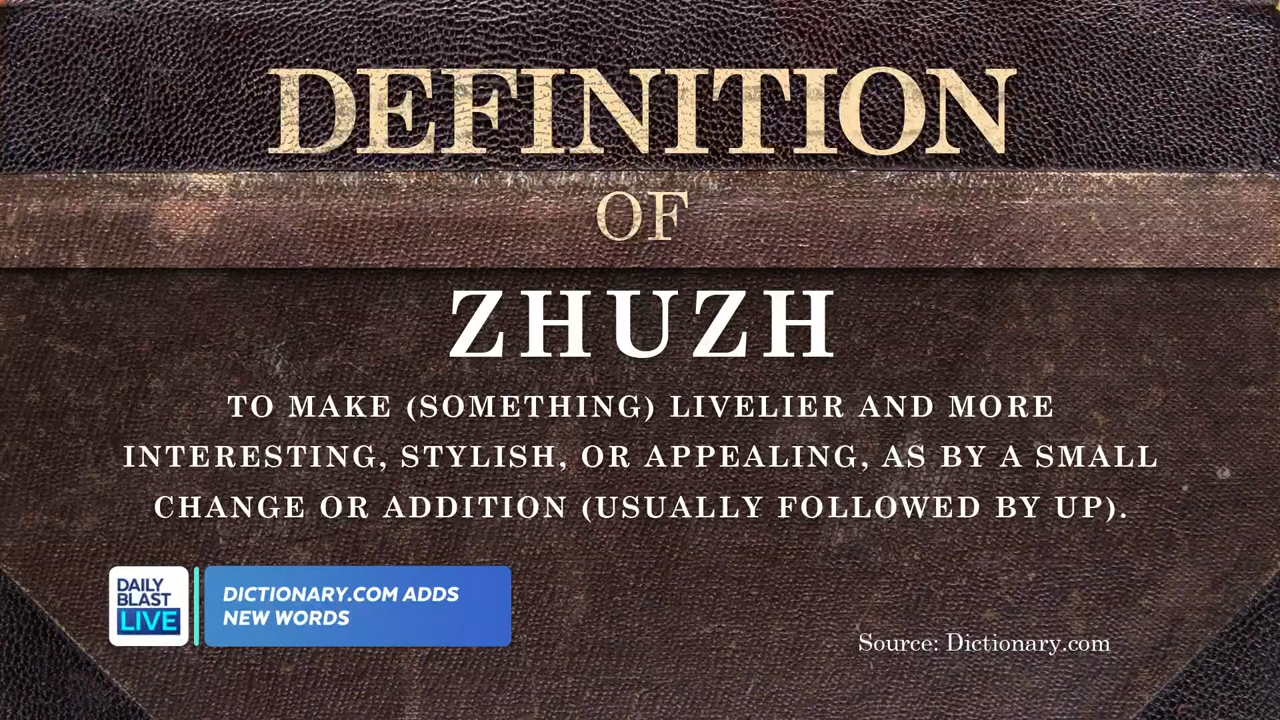 DEFINITION
OF
ZHUZH
TO MAKE (SOMETHING) LIVELIER AND MORE
INTERESTING, STYLISH, OR APPEALING, AS BY A SMALL
CHANGE OR ADDITION (USUALLY FOLLOWED BY UP).
DAILY
BLAST
LIVE
DICTIONARY.COM ADDS
NEW WORDS
Source: Dictionary.com